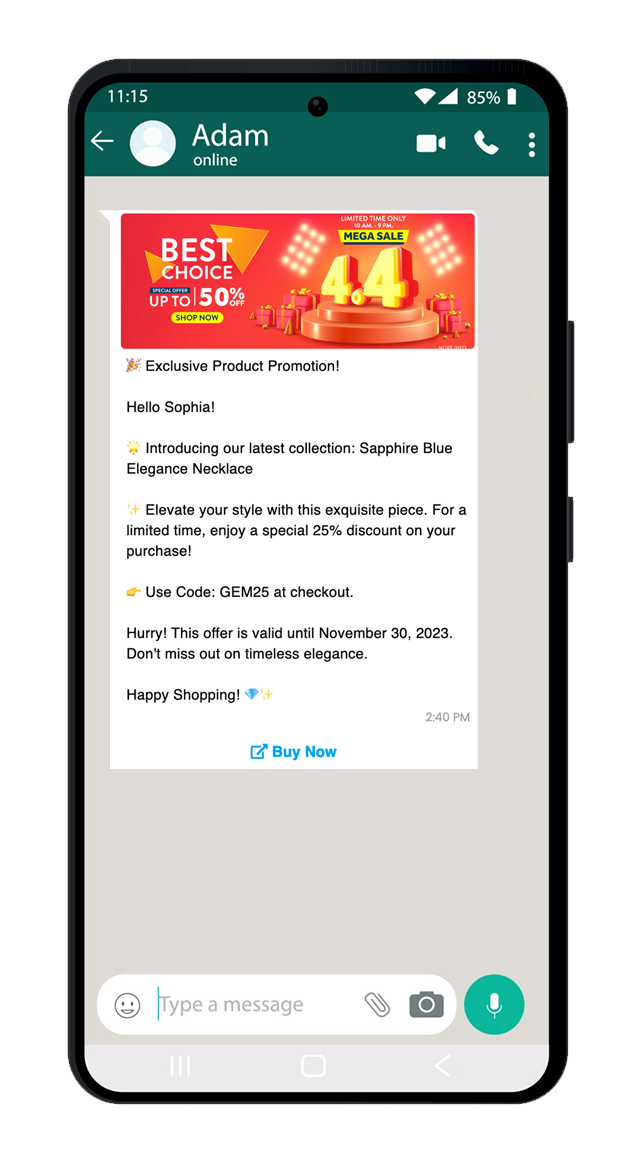 11:15
85%
Adam
online
LIMITED TIME ONLY
10 AM. - 9 PM.
MEGA SALE
BEST
CHOICE
SPECIAL OFFER
UP TO 50% OFF
SHOP NOW
4.4
MORE INFO
🎉 Exclusive Product Promotion!
Hello Sophia!
🌟 Introducing our latest collection: Sapphire Blue
Elegance Necklace
✨ Elevate your style with this exquisite piece. For a
limited time, enjoy a special 25% discount on your
purchase!
👉 Use Code: GEM25 at checkout.
Hurry! This offer is valid until November 30, 2023.
Don't miss out on timeless elegance.
Happy Shopping! 💎✨
2:40 PM
Buy Now
Type a message